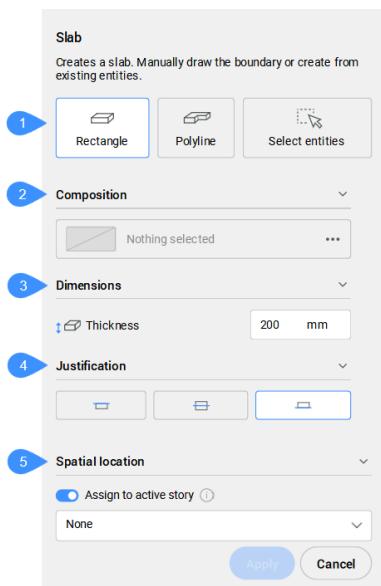 Slab
Creates a slab. Manually draw the boundary or create from
existing entities.
1
Rectangle
Polyline
Select entities
2
Composition
Nothing selected
3
Dimensions
Thickness
200 mm
4
Justification
5
Spatial location
Assign to active story
None
Apply
Cancel